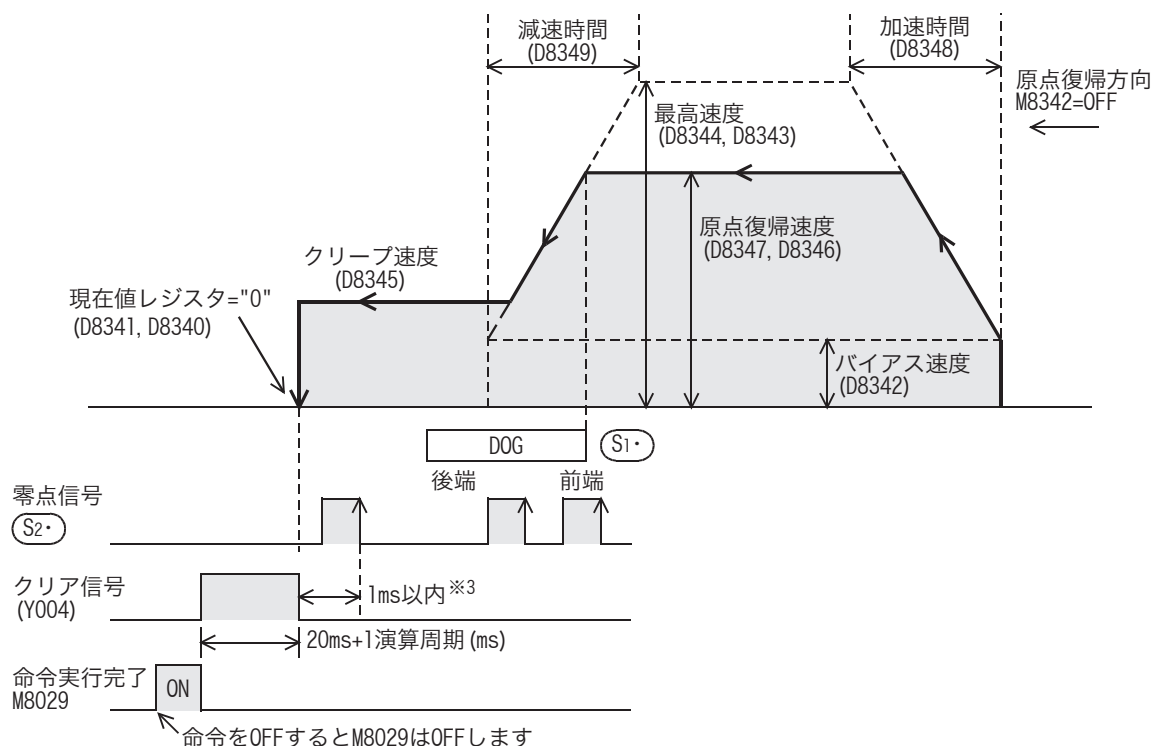 減速時間
(D8349)
加速時間
(D8348)
原点復帰方向
M8342=OFF
最高速度
(D8344, D8343)
原点復帰速度
(D8347, D8346)
クリープ速度
(D8345)
現在値レジスタ="0"
(D8341, D8340)
バイアス速度
(D8342)
DOG
S1・
後端
前端
零点信号
S2・
クリア信号
(Y004)
1ms以内※3
20ms+1演算周期 (ms)
命令実行完了
M8029
ON
命令をOFFするとM8029はOFFします